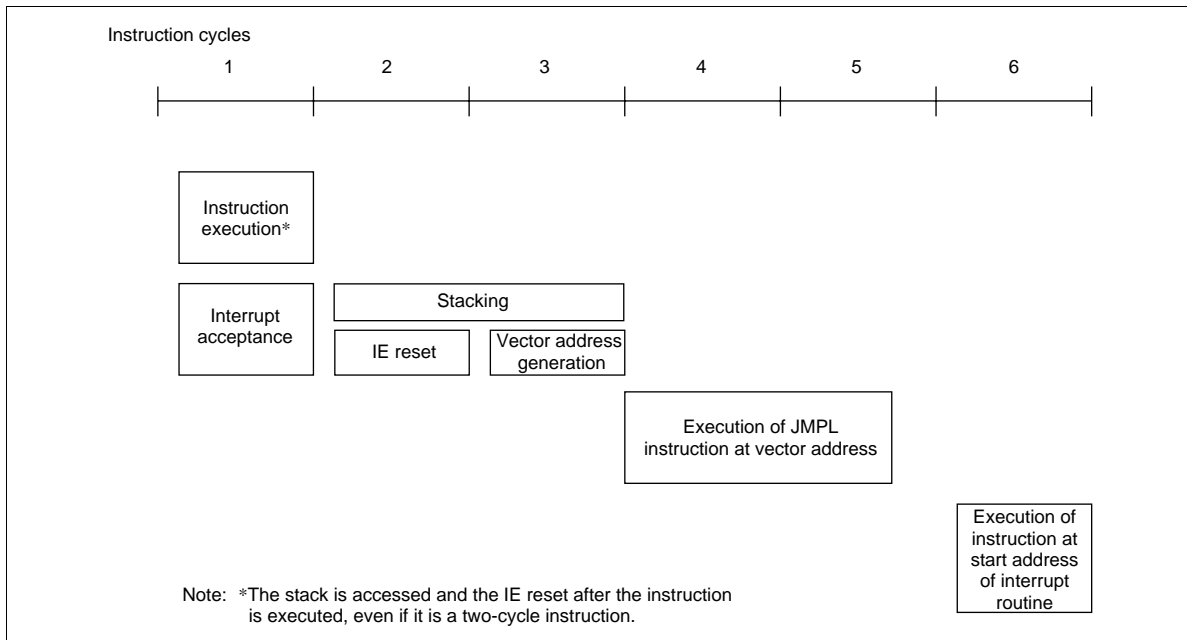 Instruction cycles
1 2 3 4 5 6
Instruction
execution*
Interrupt
acceptance
Stacking
IE reset
Vector address
generation
Execution of JMPL
instruction at vector address
Execution of
instruction at
start address
of interrupt
routine
Note: *The stack is accessed and the IE reset after the instruction
is executed, even if it is a two-cycle instruction.